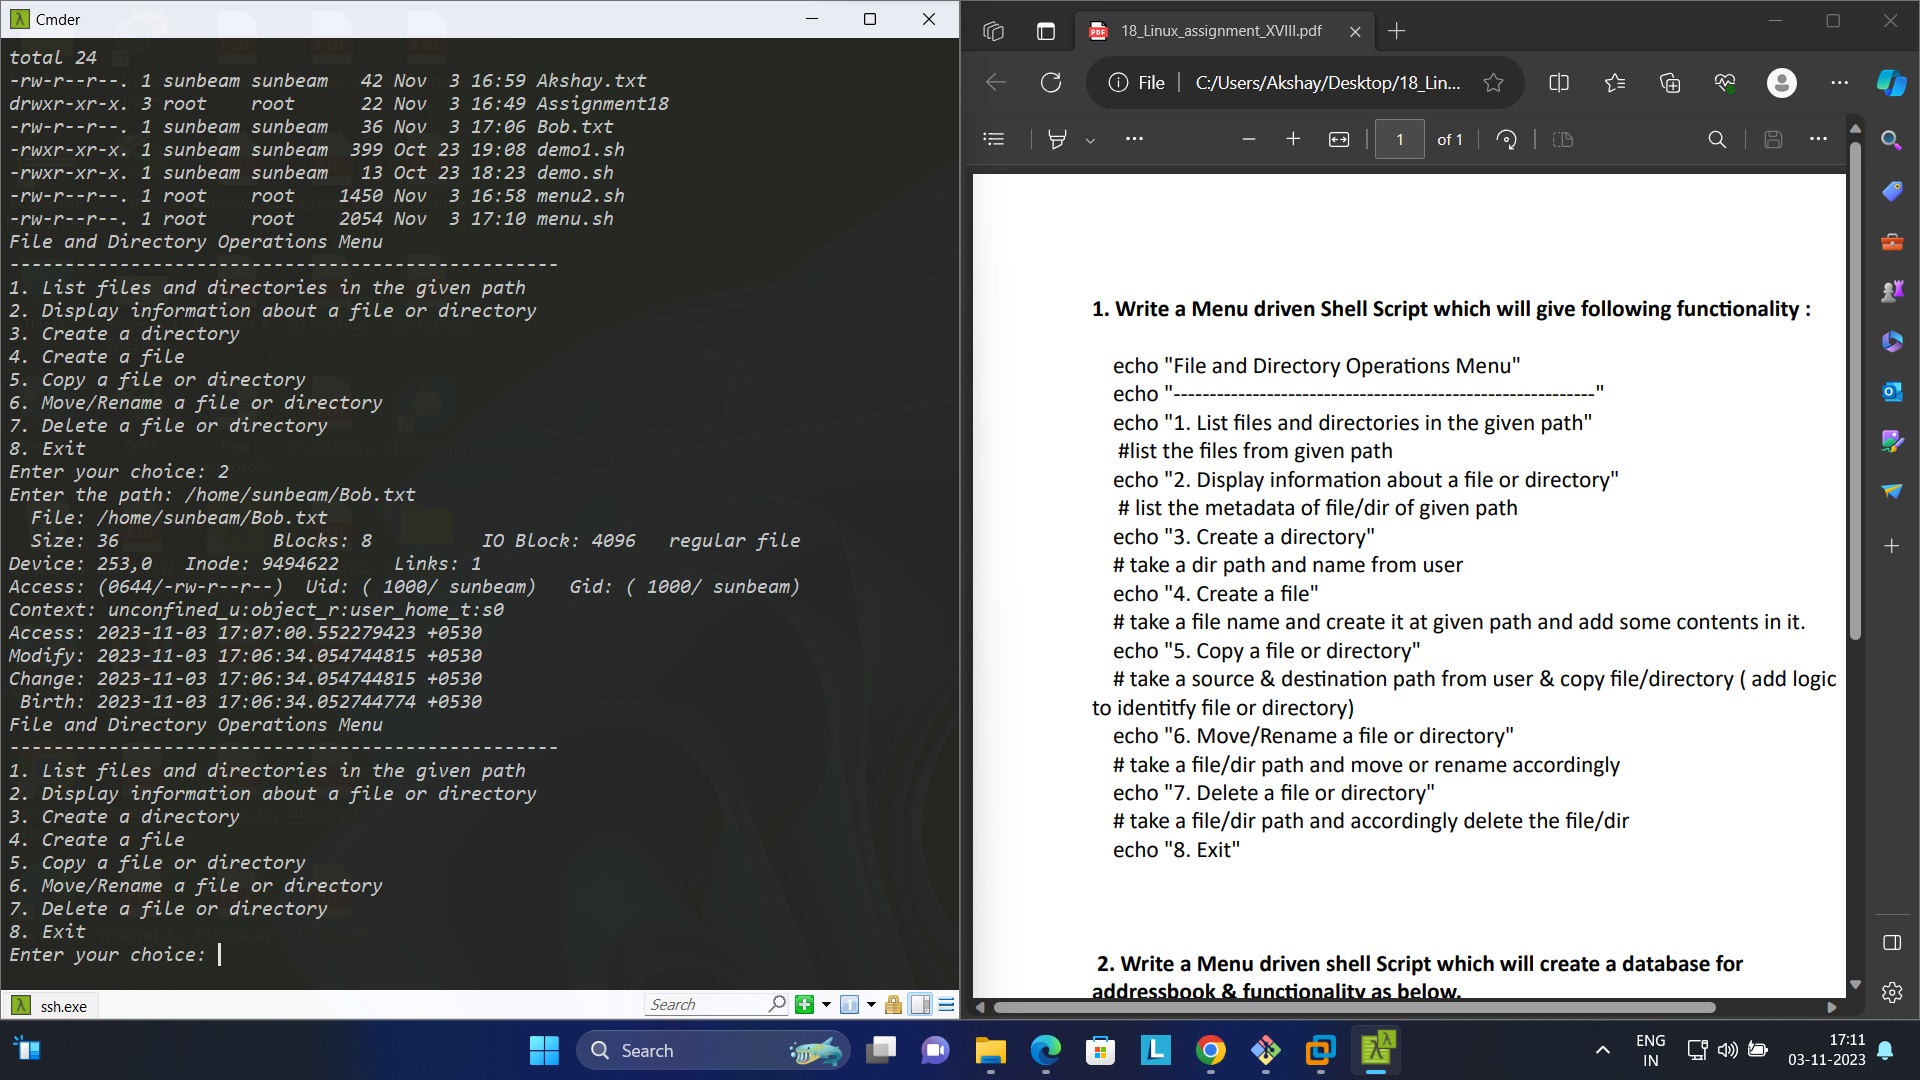 Cmder
total 24
-rw-r--r--. 1 sunbeam sunbeam   42 Nov  3 16:59 Akshay.txt
drwxr-xr-x. 3 root    root      22 Nov  3 16:49 Assignment18
-rw-r--r--. 1 sunbeam sunbeam   36 Nov  3 17:06 Bob.txt
-rwxr-xr-x. 1 sunbeam sunbeam  399 Oct 23 19:08 demo1.sh
-rwxr-xr-x. 1 sunbeam sunbeam   13 Oct 23 18:23 demo.sh
-rw-r--r--. 1 root    root    1450 Nov  3 16:58 menu2.sh
-rw-r--r--. 1 root    root    2054 Nov  3 17:10 menu.sh
File and Directory Operations Menu
--------------------------------------------------
1. List files and directories in the given path
2. Display information about a file or directory
3. Create a directory
4. Create a file
5. Copy a file or directory
6. Move/Rename a file or directory
7. Delete a file or directory
8. Exit
Enter your choice: 2
Enter the path: /home/sunbeam/Bob.txt
  File: /home/sunbeam/Bob.txt
  Size: 36              Blocks: 8          IO Block: 4096   regular file
Device: 253,0   Inode: 9494622     Links: 1
Access: (0644/-rw-r--r--)  Uid: ( 1000/ sunbeam)   Gid: ( 1000/ sunbeam)
Context: unconfined_u:object_r:user_home_t:s0
Access: 2023-11-03 17:07:00.552279423 +0530
Modify: 2023-11-03 17:06:34.054744815 +0530
Change: 2023-11-03 17:06:34.054744815 +0530
 Birth: 2023-11-03 17:06:34.052744774 +0530
File and Directory Operations Menu
--------------------------------------------------
1. List files and directories in the given path
2. Display information about a file or directory
3. Create a directory
4. Create a file
5. Copy a file or directory
6. Move/Rename a file or directory
7. Delete a file or directory
8. Exit
Enter your choice:
ssh.exe
Search
18_Linux_assignment_XVIII.pdf
File
C:/Users/Akshay/Desktop/18_Lin...
1 of 1
1. Write a Menu driven Shell Script which will give following functionality :
echo "File and Directory Operations Menu"
echo "-----------------------------------------------------------"
echo "1. List files and directories in the given path"
#list the files from given path
echo "2. Display information about a file or directory"
# list the metadata of file/dir of given path
echo "3. Create a directory"
# take a dir path and name from user
echo "4. Create a file"
# take a file name and create it at given path and add some contents in it.
echo "5. Copy a file or directory"
# take a source & destination path from user & copy file/directory ( add logic
to identitfy file or directory)
echo "6. Move/Rename a file or directory"
# take a file/dir path and move or rename accordingly
echo "7. Delete a file or directory"
# take a file/dir path and accordingly delete the file/dir
echo "8. Exit"
2. Write a Menu driven shell Script which will create a database for
addressbook & functionality as below.
Search
ENG
IN
17:11
03-11-2023